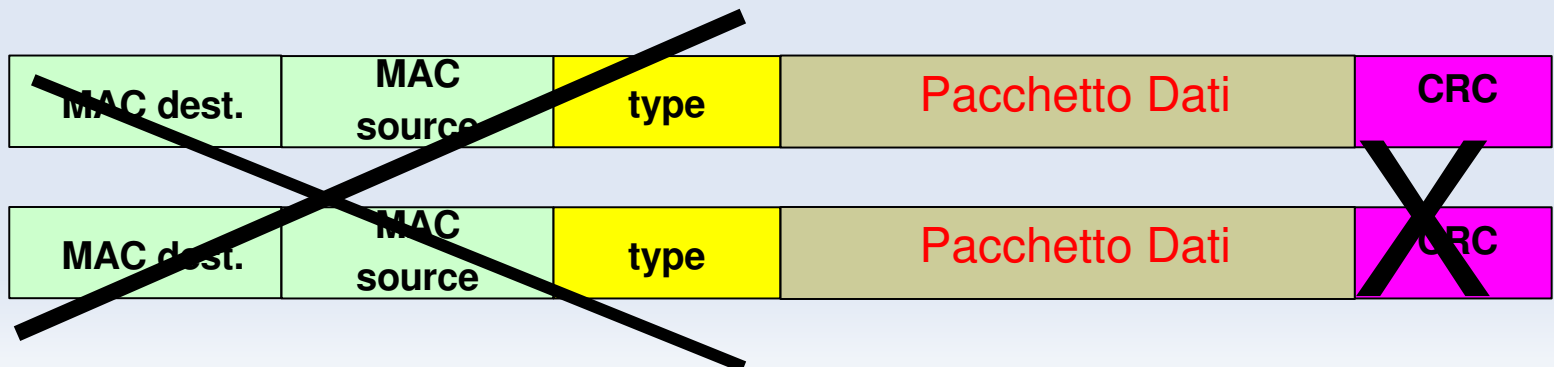 MAC dest.
MAC
source
type
Pacchetto Dati
CRC
MAC dest.
MAC
source
type
Pacchetto Dati
CRC